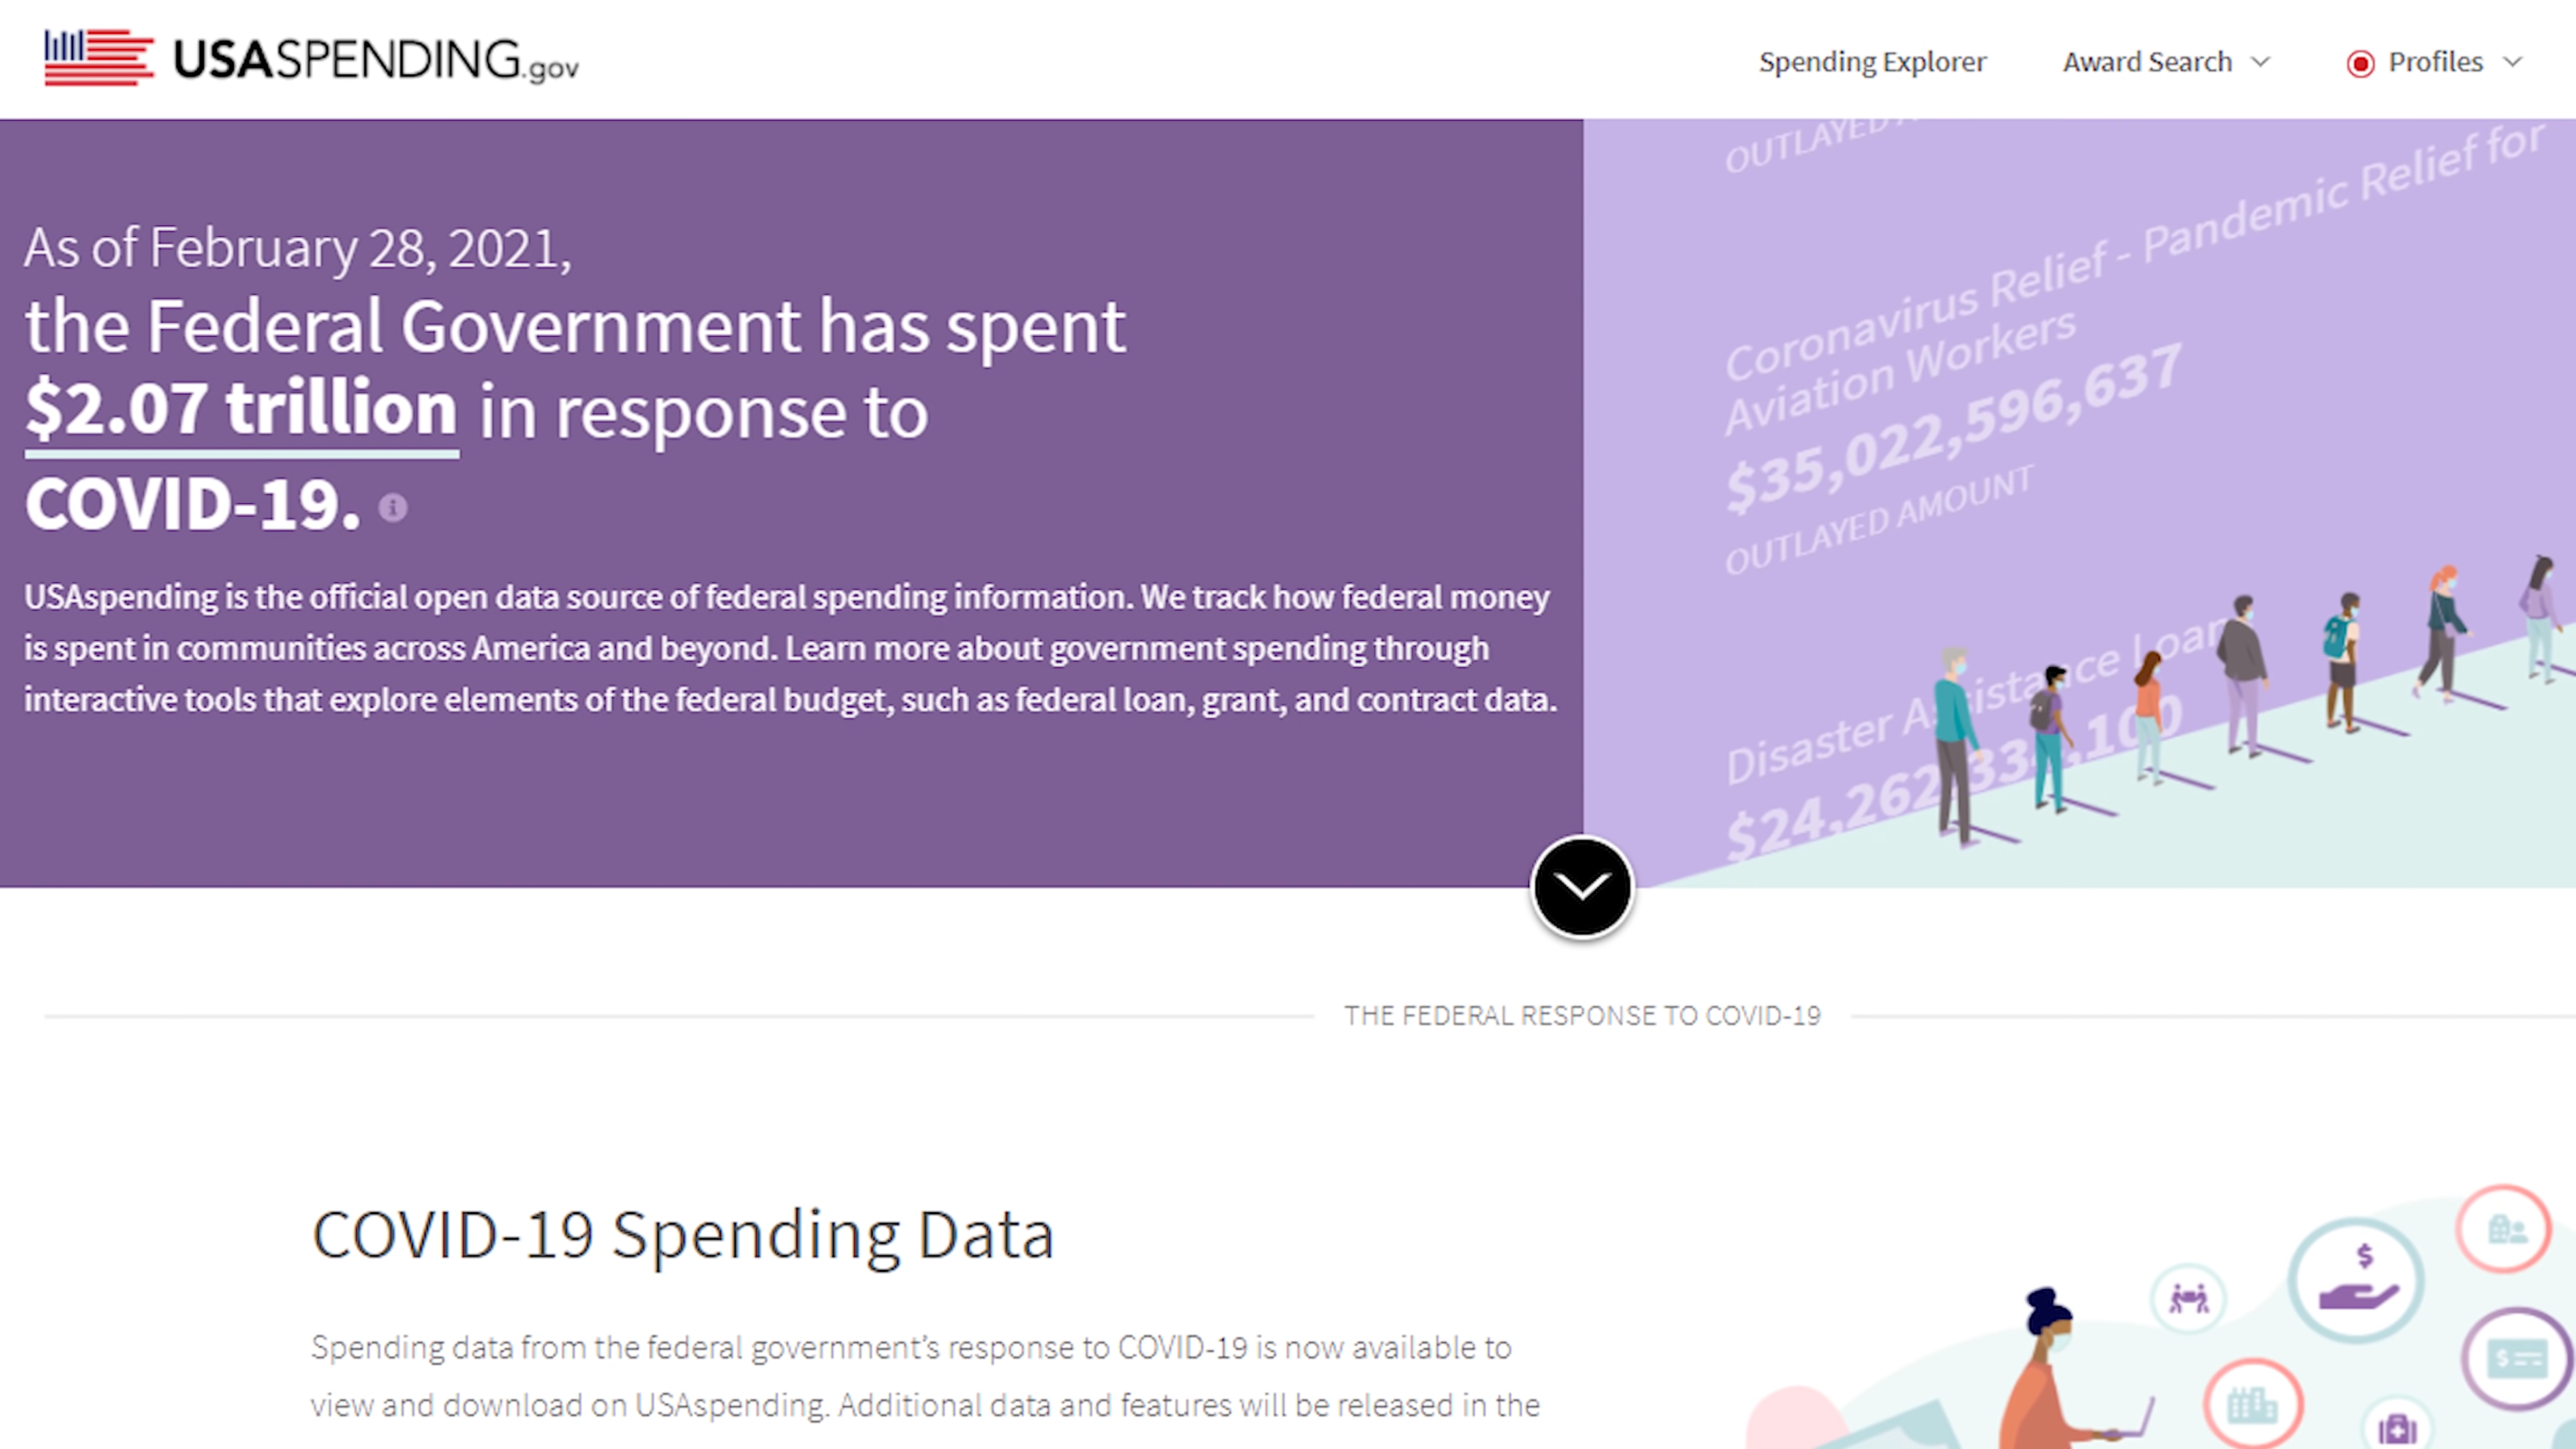 USASPENDING.gov
Spending Explorer
Award Search
Profiles
As of February 28, 2021,
the Federal Government has spent
$2.07 trillion in response to
COVID-19.
USAspending is the official open data source of federal spending information. We track how federal money
is spent in communities across America and beyond. Learn more about government spending through
interactive tools that explore elements of the federal budget, such as federal loan, grant, and contract data.
OUTLAYED
Coronavirus Relief - Pandemic Relief for
Aviation Workers
$35,022,596,637
OUTLAYED AMOUNT
Disaster Assistance Loan
THE FEDERAL RESPONSE TO COVID-19
COVID-19 Spending Data
Spending data from the federal government’s response to COVID-19 is now available to
view and download on USAspending. Additional data and features will be released in the